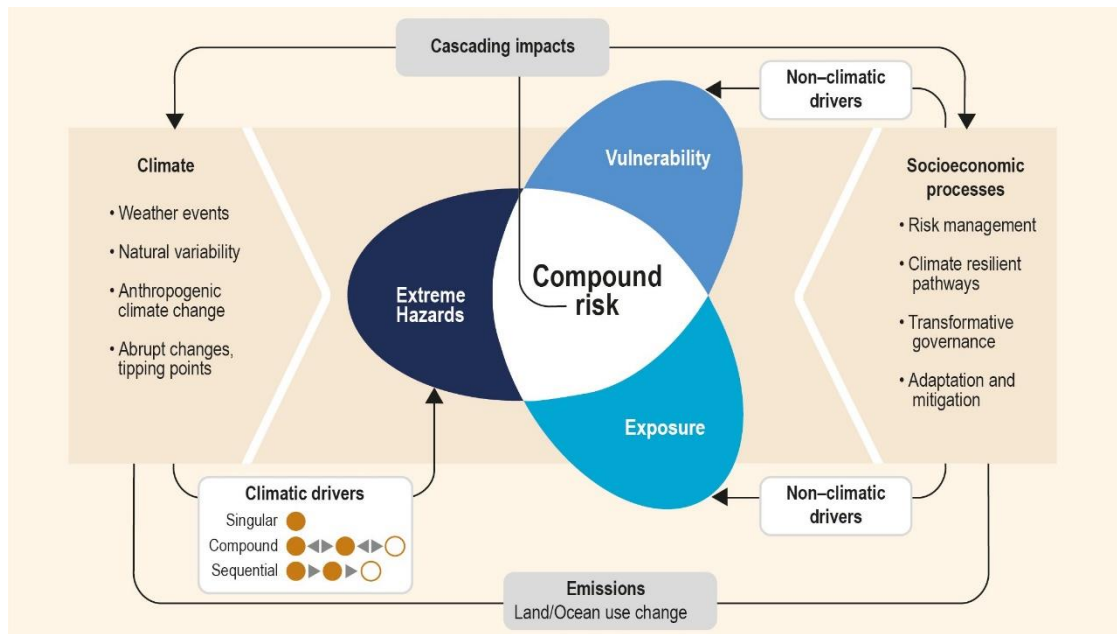 Cascading impacts
Non–climatic
drivers
Climate
• Weather events
• Natural variability
• Anthropogenic
climate change
• Abrupt changes,
tipping points
Vulnerability
Extreme
Hazards
Compound
risk
Exposure
Socioeconomic
processes
• Risk management
• Climate resilient
pathways
• Transformative
governance
• Adaptation and
mitigation
Climatic drivers
Singular
Compound
Sequential
Non–climatic
drivers
Emissions
Land/Ocean use change